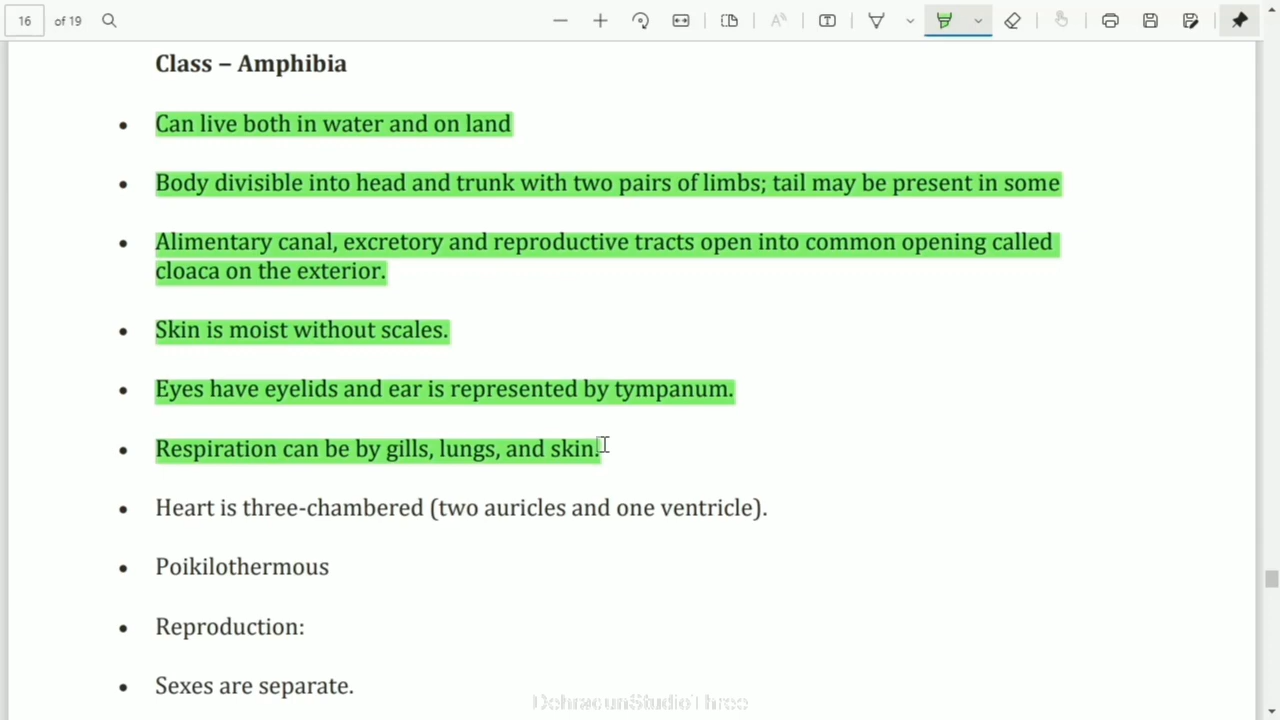 16 of 19
Class – Amphibia
• Can live both in water and on land
• Body divisible into head and trunk with two pairs of limbs; tail may be present in some
• Alimentary canal, excretory and reproductive tracts open into common opening called
cloaca on the exterior.
• Skin is moist without scales.
• Eyes have eyelids and ear is represented by tympanum.
• Respiration can be by gills, lungs, and skin.
• Heart is three-chambered (two auricles and one ventricle).
• Poikilothermous
• Reproduction:
• Sexes are separate.
DehradunStudioThree